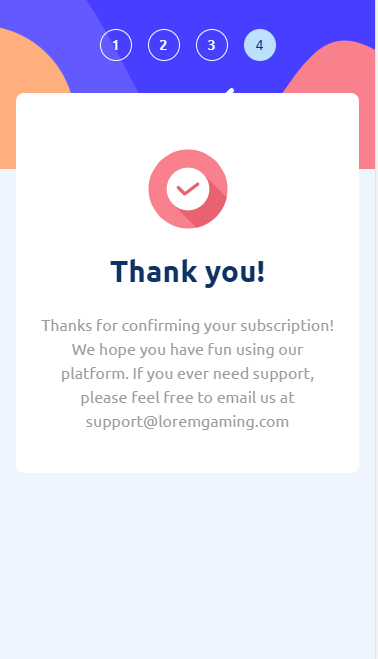 1 2 3 4
Thank you!
Thanks for confirming your subscription!
We hope you have fun using our
platform. If you ever need support,
please feel free to email us at
support@loremgaming.com